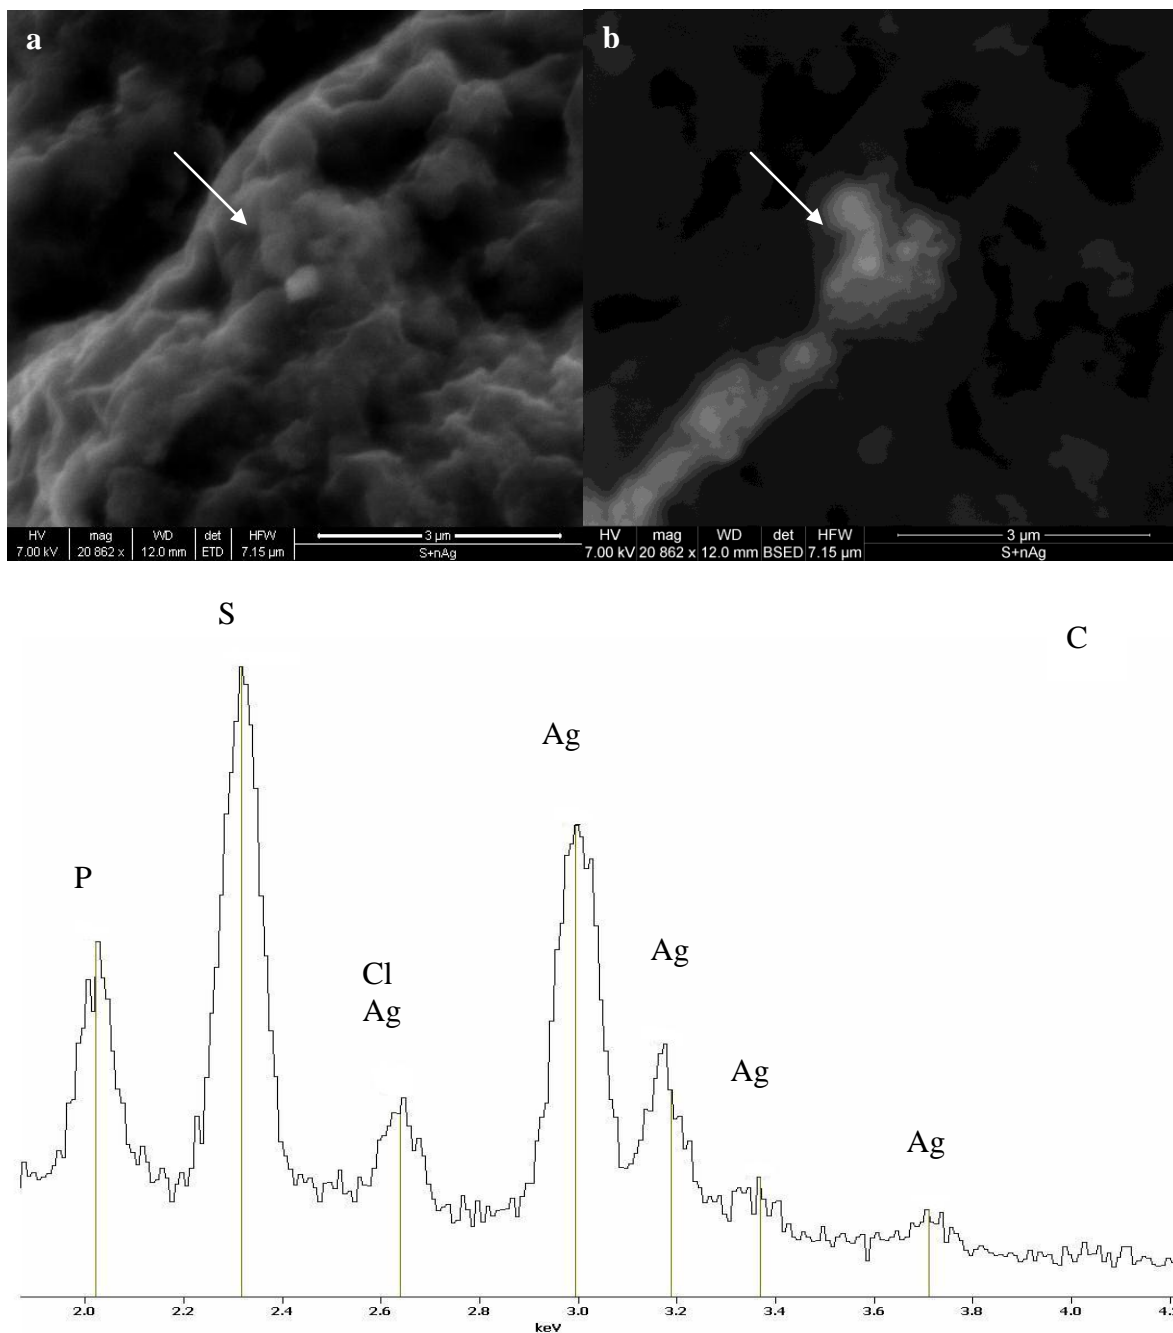 a
b
HV mag WD det HFW 3 µm
7.00 kV 20 862 x 12.0 mm ETD 7.15 µm S+nAg
HV mag WD det HFW 3 µm
7.00 kV 20 862 x 12.0 mm BSED 7.15 µm S+nAg
S
C
Ag
P
Cl
Ag
Ag
Ag
Ag
2.0 2.2 2.4 2.6 2.8 3.0 3.2 3.4 3.6 3.8 4.0
keV